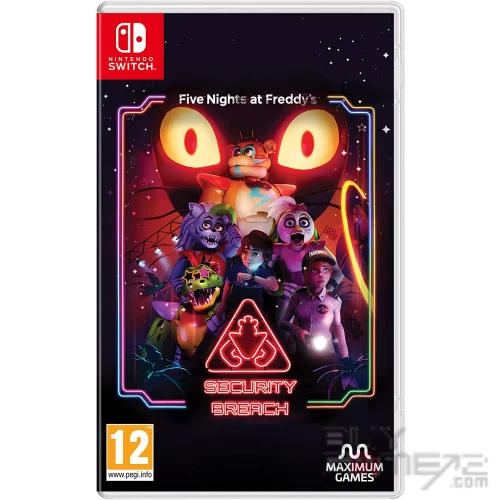 NINTENDO
SWITCH
Five Nights at Freddy's
SECURITY
BREACH
12
www.pegi.info
MAXIMUM
GAMES